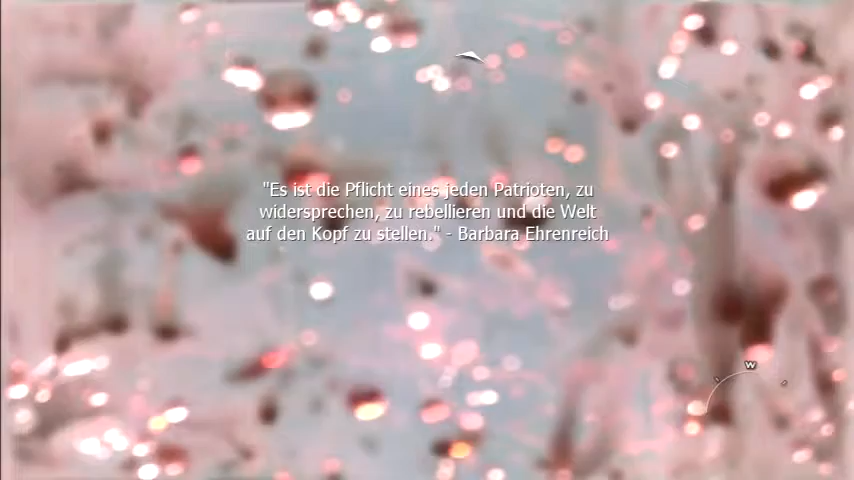 "Es ist die Pflicht eines jeden Patrioten, zu
widersprechen, zu rebellieren und die Welt
auf den Kopf zu stellen." - Barbara Ehrenreich
W